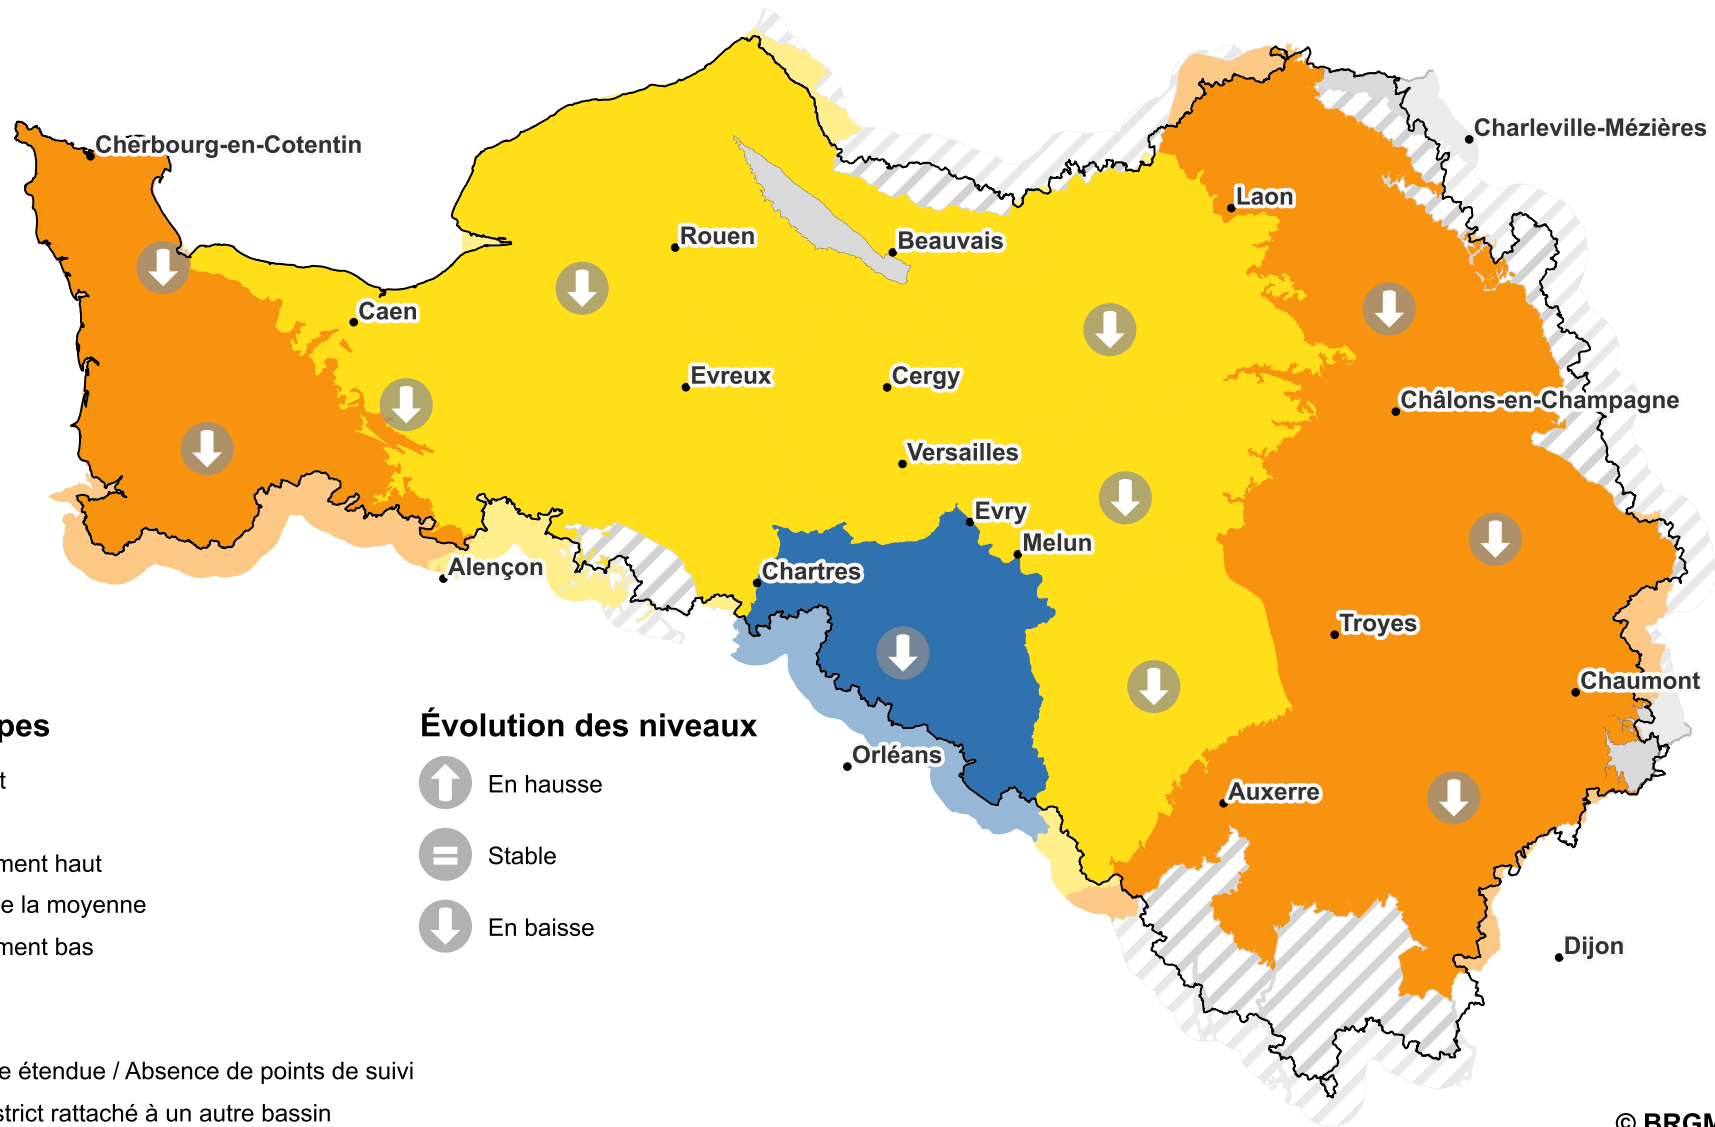 Cherbourg-en-Cotentin
Charleville-Mézières
Laon
Rouen
Beauvais
Caen
Evreux
Cergy
Châlons-en-Champagne
Versailles
Evry
Melun
Alençon
Chartres
Troyes
Chaumont
Orléans
Auxerre
Dijon
pes
t
ment haut
e la moyenne
ment bas
e étendue / Absence de points de suivi
strict rattaché à un autre bassin
Évolution des niveaux
En hausse
Stable
En baisse
© BRGM